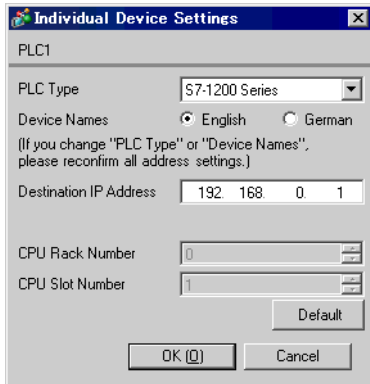 Individual Device Settings
PLC1
PLC Type S7-1200 Series
Device Names English German
(If you change "PLC Type" or "Device Names",
please reconfirm all address settings.)
Destination IP Address 192. 168. 0. 1
CPU Rack Number 0
CPU Slot Number 1
Default
OK (O) Cancel